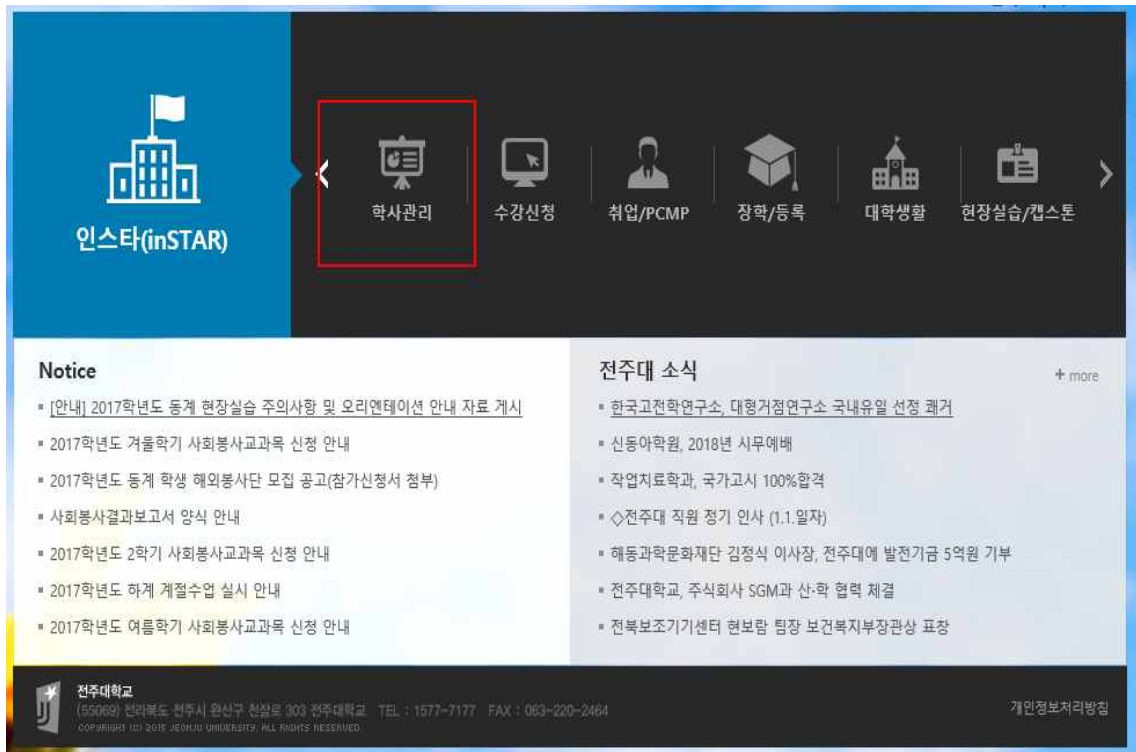 인스타(inSTAR)
학사관리
수강신청
취업/PCMP
장학/등록
대학생활
현장실습/캡스톤
Notice
[안내] 2017학년도 동계 현장실습 주의사항 및 오리엔테이션 안내 자료 게시
2017학년도 겨울학기 사회봉사교과목 신청 안내
2017학년도 동계 학생 해외봉사단 모집 공고(참가신청서 첨부)
사회봉사결과보고서 양식 안내
2017학년도 2학기 사회봉사교과목 신청 안내
2017학년도 하계 계절수업 실시 안내
2017학년도 여름학기 사회봉사교과목 신청 안내
전주대 소식
+ more
한국고전학연구소, 대형거점연구소 국내유일 선정 쾌거
신동아학원, 2018년 시무예배
작업치료학과, 국가고시 100%합격
◇전주대 직원 정기 인사 (1.1.일자)
해동과학문화재단 김정식 이사장, 전주대에 발전기금 5억원 기부
전주대학교, 주식회사 SGM과 산·학 협력 체결
전북보조기기센터 현보람 팀장 보건복지부장관상 표창
전주대학교
(55069) 전라북도 전주시 완산구 천잠로 303 전주대학교 TEL : 1577-7177 FAX : 063-220-2464
COPYRIGHT (C) 2015 JEONJU UNIVERSITY. ALL RIGHTS RESERVED.
개인정보처리방침